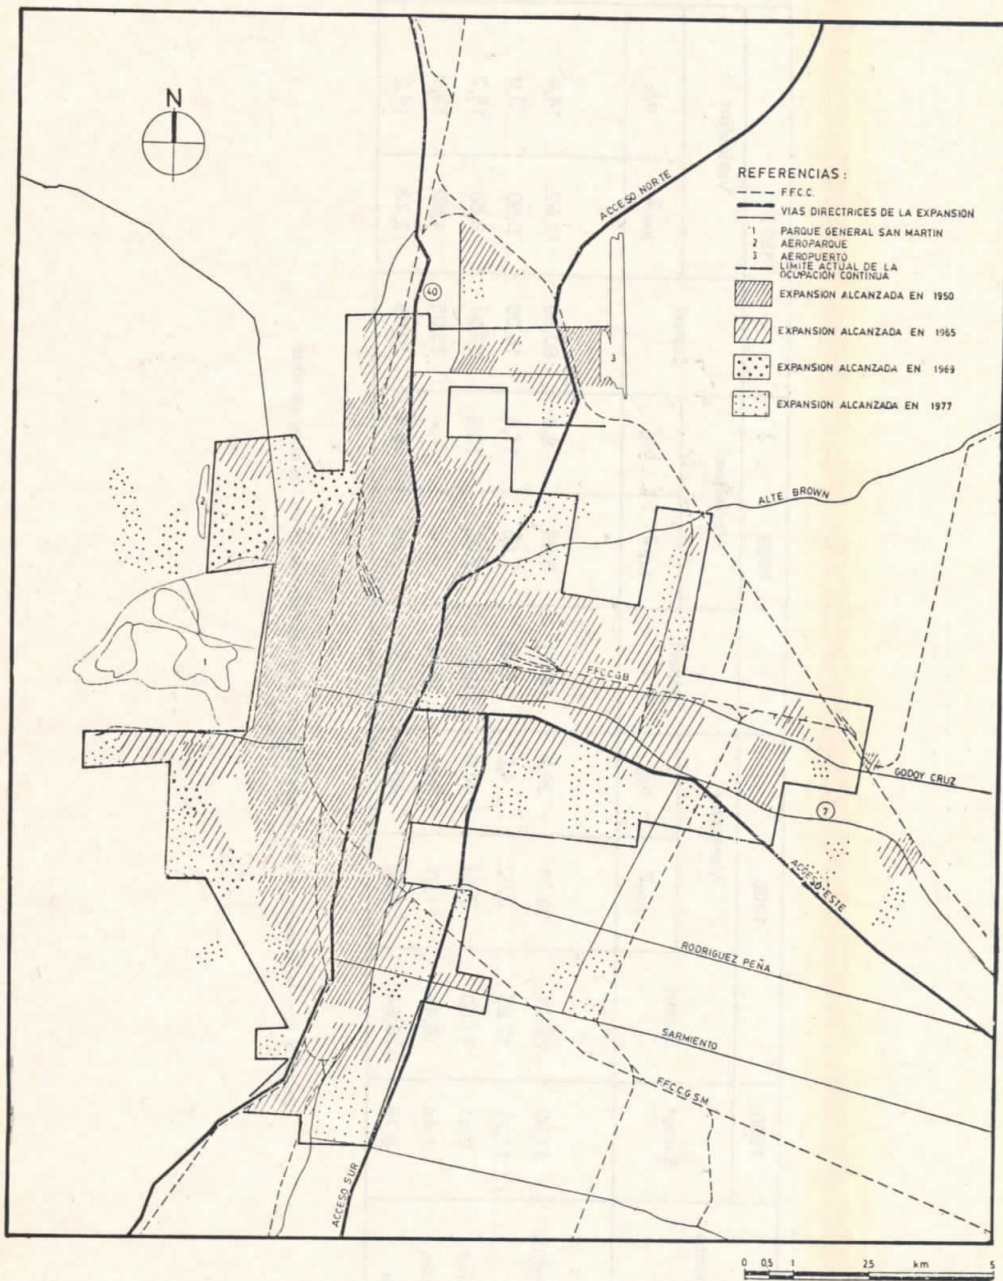 N
ACCESO NORTE
REFERENCIAS :
F.F.C.C.
VIAS DIRECTRICES DE LA EXPANSION
1 PARQUE GENERAL SAN MARTIN
2 AEROPARQUE
3 AEROPUERTO
LIMITE ACTUAL DE LA
OCUPACIÓN CONTINUA
EXPANSION ALCANZADA EN 1950
EXPANSION ALCANZADA EN 1965
EXPANSION ALCANZADA EN 1969
EXPANSION ALCANZADA EN 1977
40
3
2
ALTE BROWN
1
FFCCGB
GODOY CRUZ
7
ACCESO ESTE
RODRIGUEZ PEÑA
SARMIENTO
FFCCGSM
ACCESO SUR
0 0,5 1 2,5 km 5